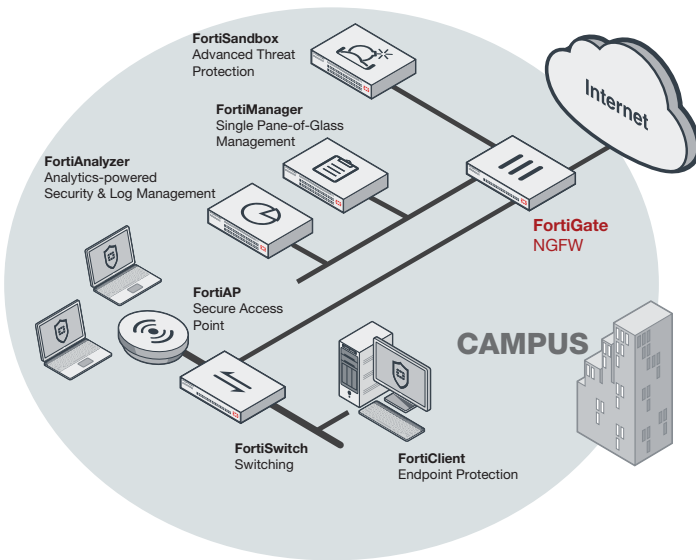 FortiSandbox
Advanced Threat
Protection
FortiManager
Single Pane-of-Glass
Management
FortiAnalyzer
Analytics-powered
Security & Log Management
Internet
FortiGate
NGFW
FortiAP
Secure Access
Point
CAMPUS
FortiSwitch
Switching
FortiClient
Endpoint Protection